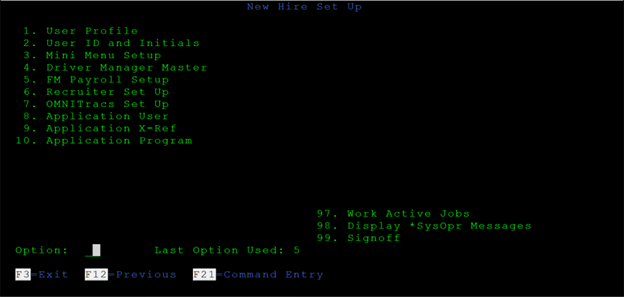 New Hire Set Up
1. User Profile
2. User ID and Initials
3. Mini Menu Setup
4. Driver Manager Master
5. FM Payroll Setup
6. Recruiter Set Up
7. OMNITracs Set Up
8. Application User
9. Application X=Ref
10. Application Program
97. Work Active Jobs
98. Display *SysOpr Messages
99. Signoff
Option: _ Last Option Used: 5
F3=Exit F12=Previous F21=Command Entry